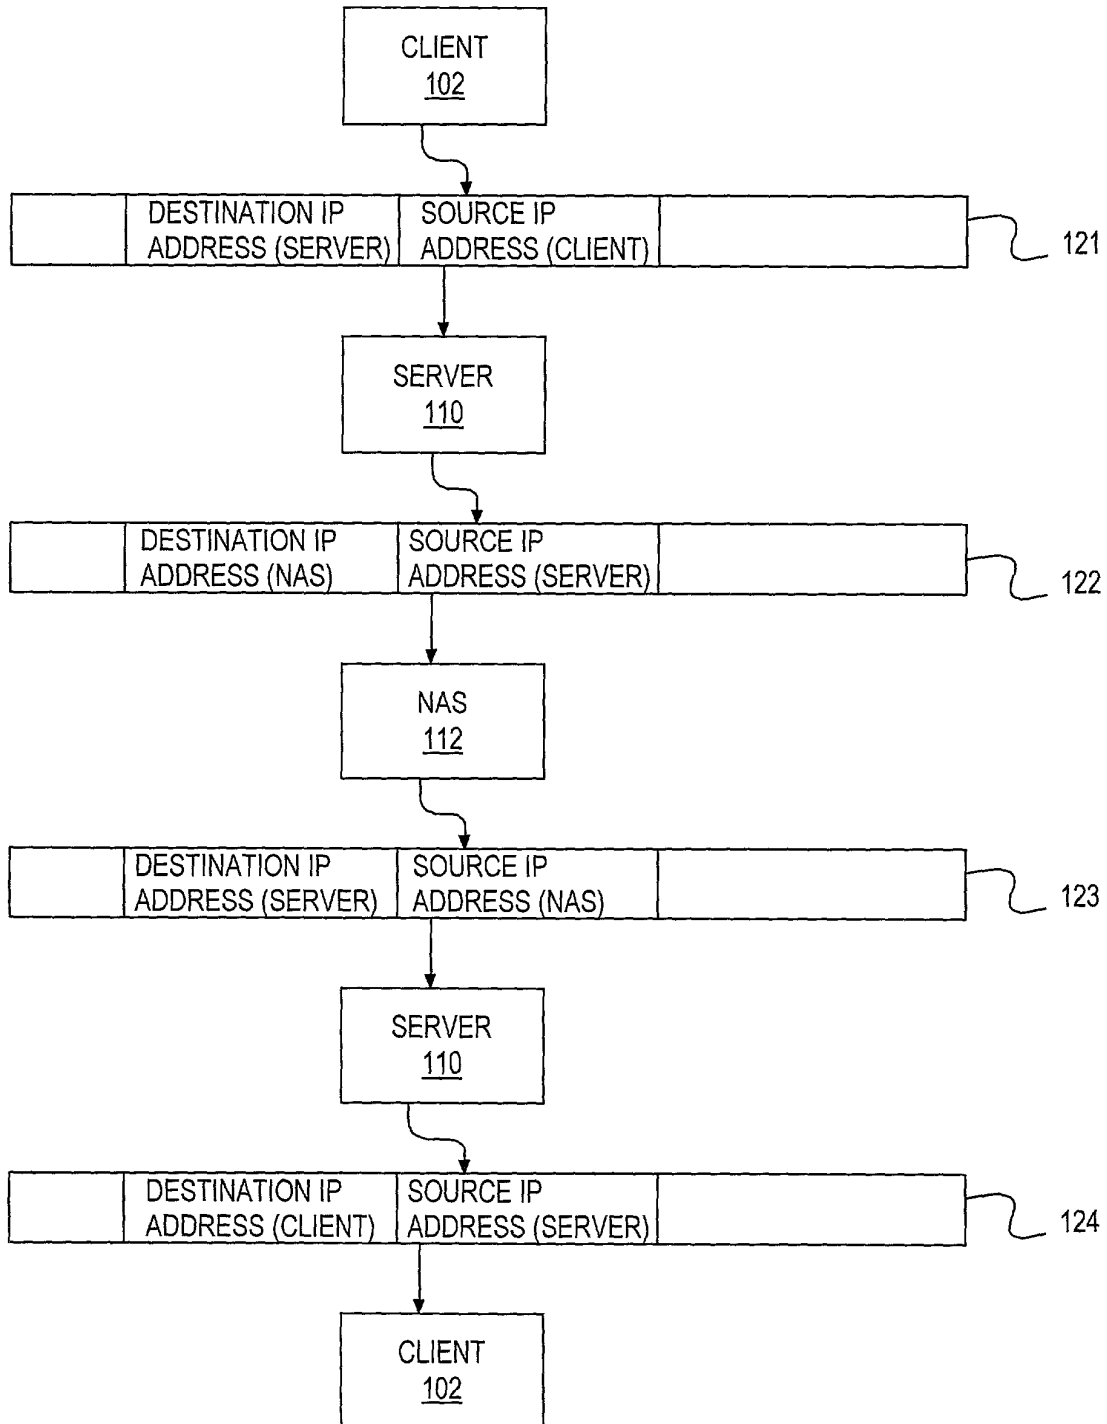 CLIENT
102
DESTINATION IP
ADDRESS (SERVER)
SOURCE IP
ADDRESS (CLIENT)
121
SERVER
110
DESTINATION IP
ADDRESS (NAS)
SOURCE IP
ADDRESS (SERVER)
122
NAS
112
DESTINATION IP
ADDRESS (SERVER)
SOURCE IP
ADDRESS (NAS)
123
SERVER
110
DESTINATION IP
ADDRESS (CLIENT)
SOURCE IP
ADDRESS (SERVER)
124
CLIENT
102